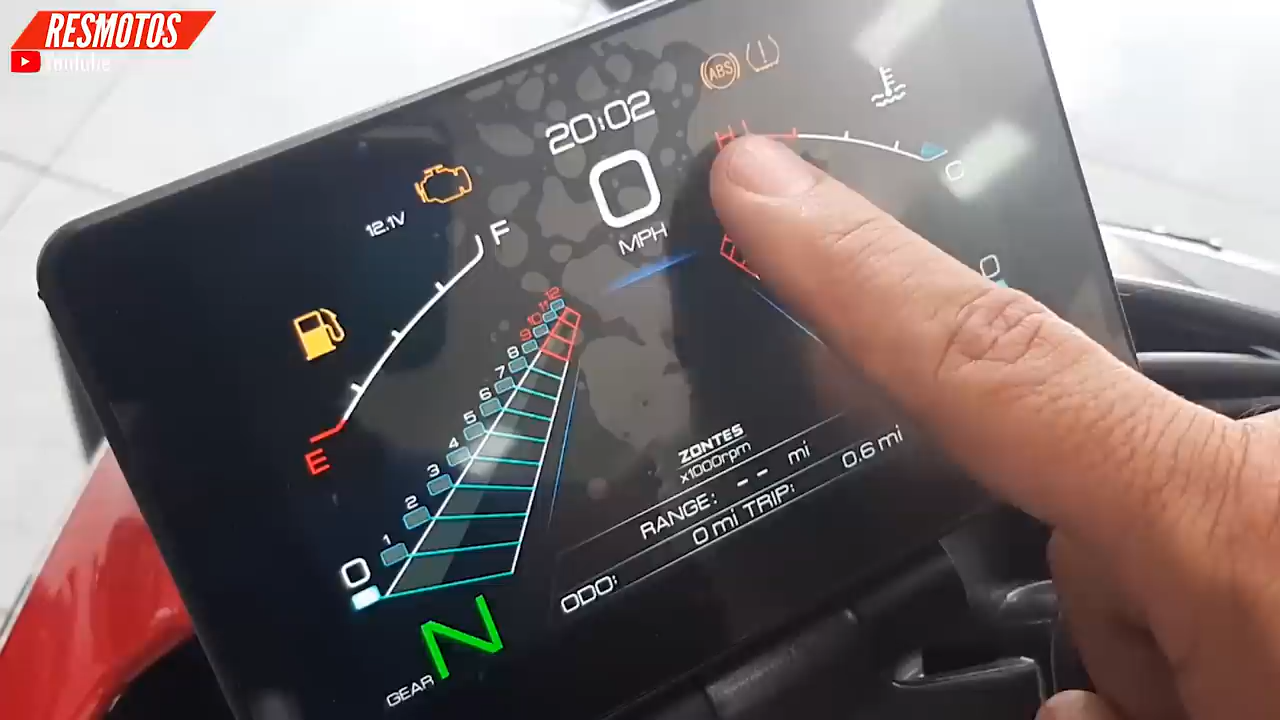 RESMOTOS
YouTube
ABS
20:02
0
MPH
12.1V
F
E
H
C
12
11
10
9
8
7
6
5
4
3
2
1
0
0
ZONTES
x1000rpm
RANGE: -- mi
ODO: 0 mi TRIP: 0.6 mi
GEAR N